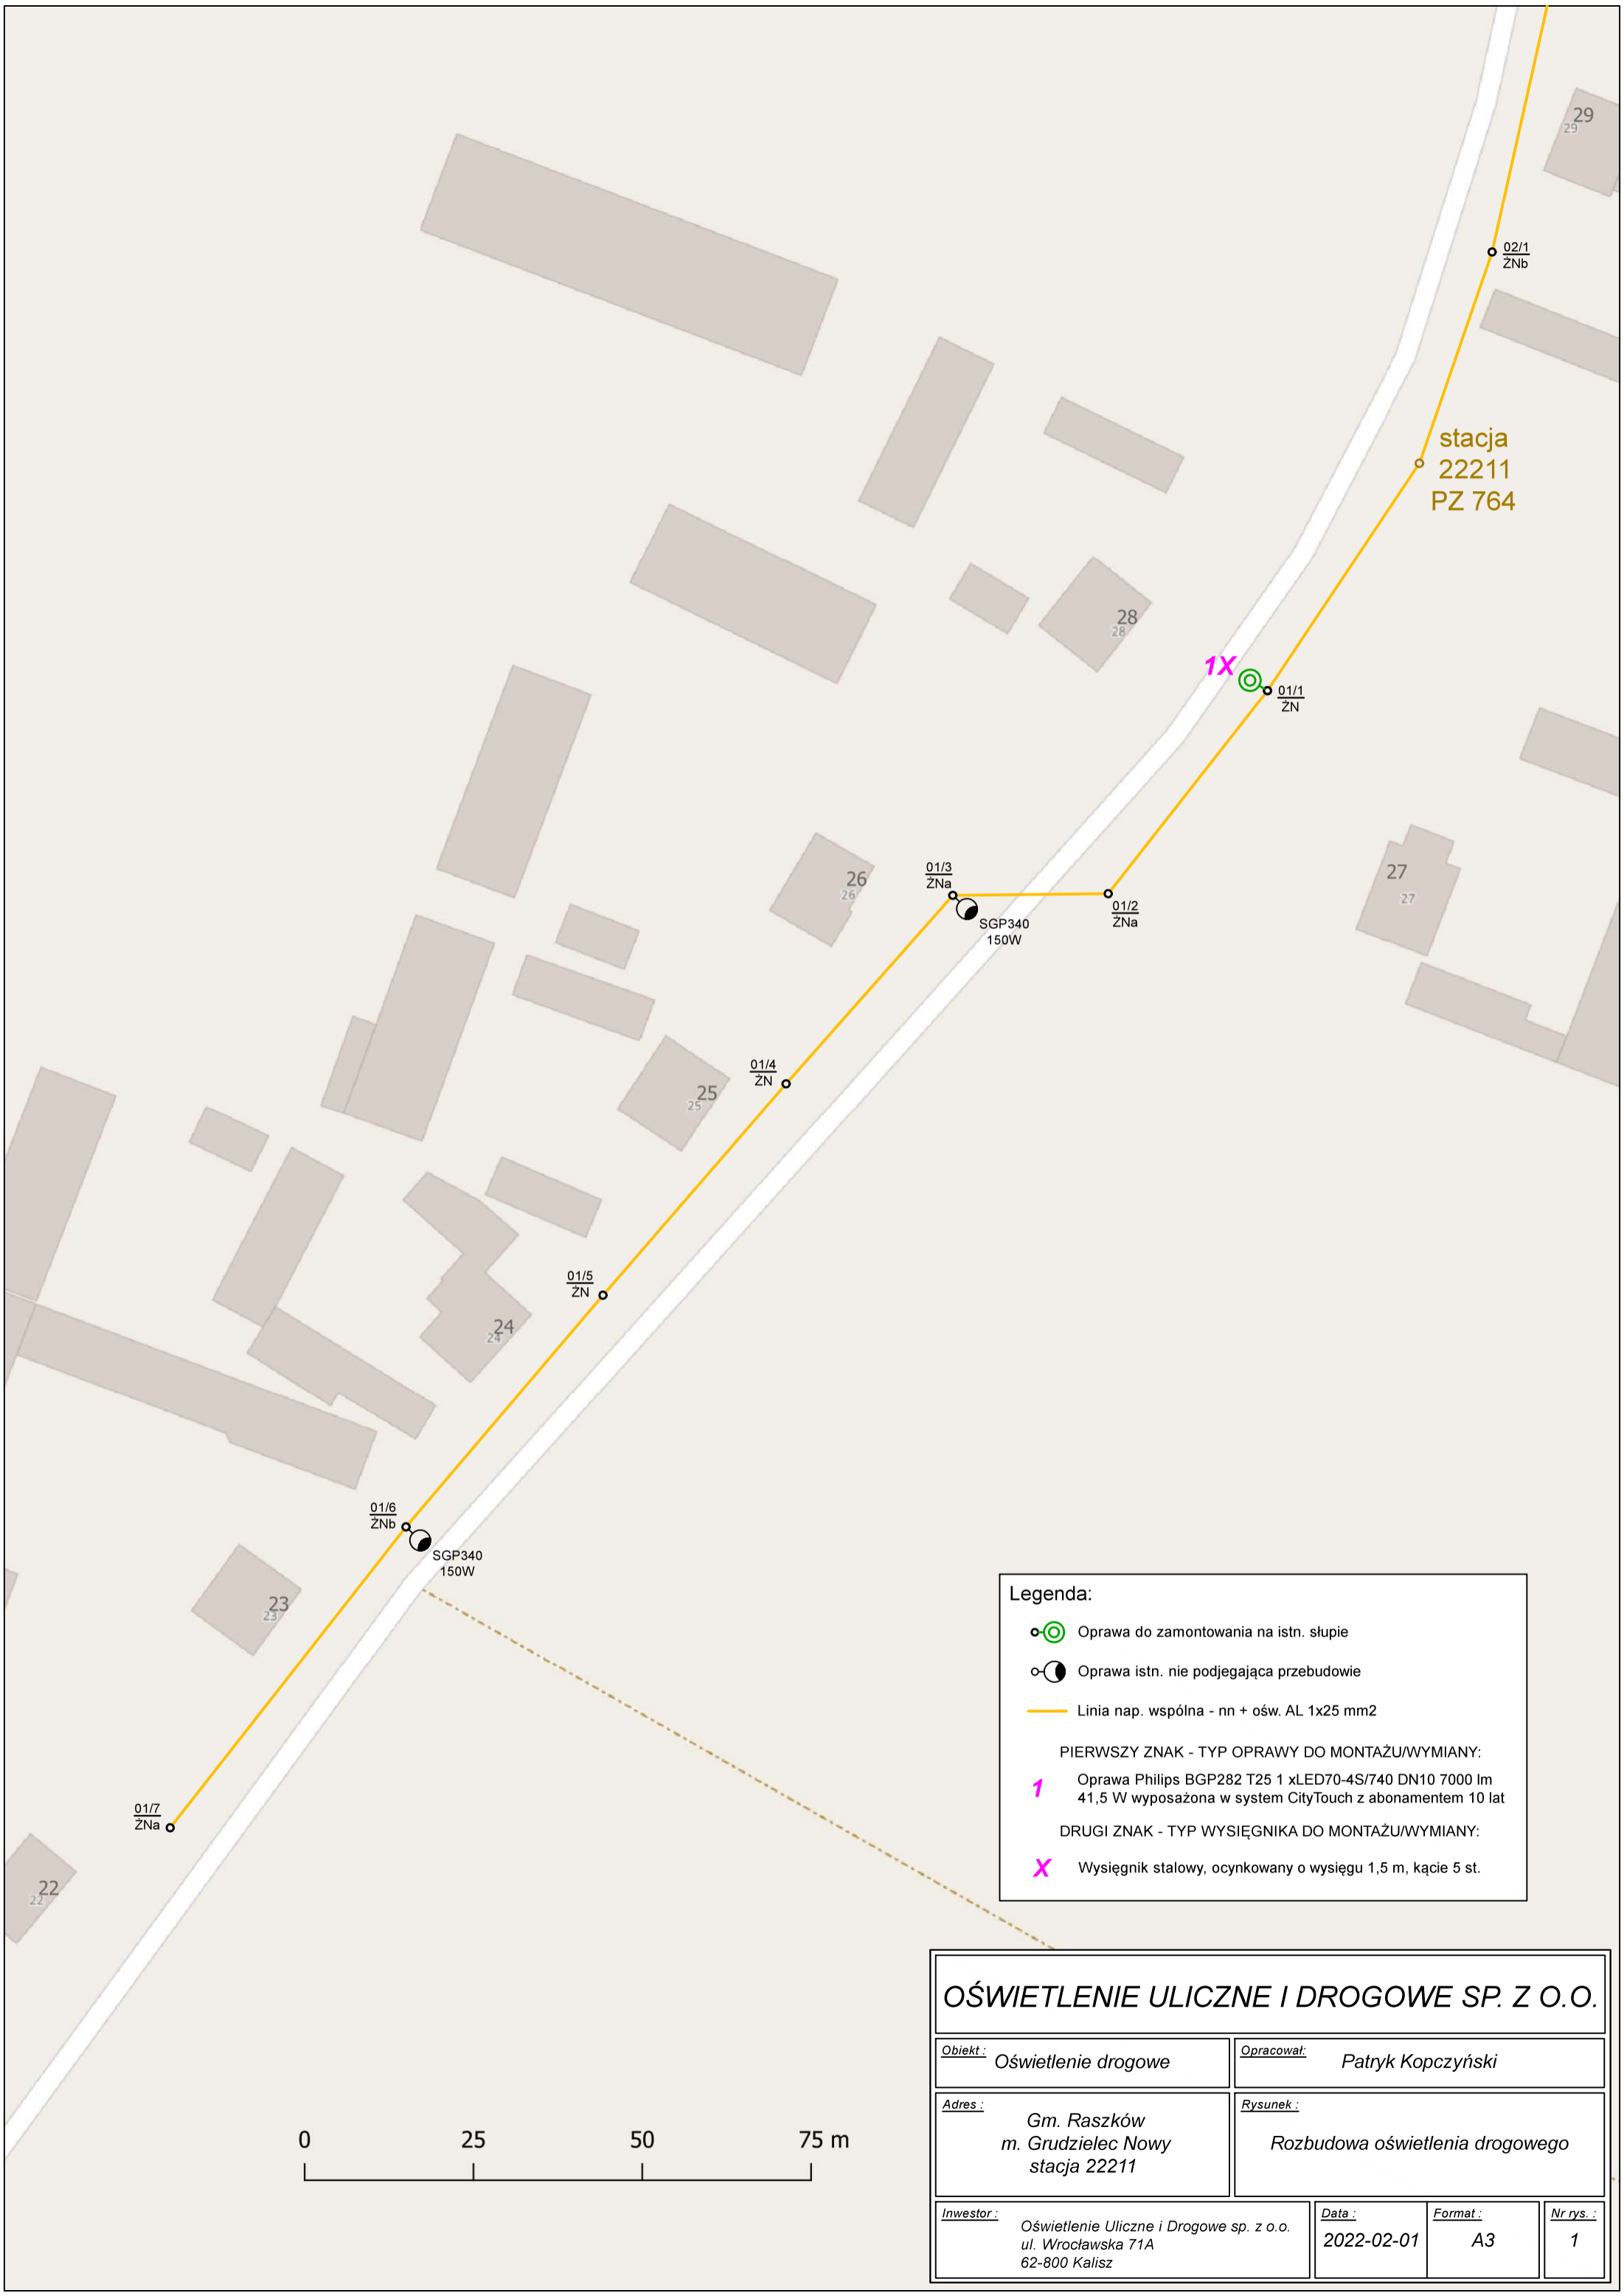 29
29
02/1
ŻNb
stacja
22211
PZ 764
28
28
1X
01/1
ŻN
26
26
27
27
01/3
ŻNa
01/2
ŻNa
SGP340
150W
01/4
ŻN
25
25
01/5
ŻN
24
24
01/6
ŻNb
SGP340
150W
23
23
01/7
ŻNa
22
22
Legenda:
Oprawa do zamontowania na istn. słupie
Oprawa istn. nie podjegająca przebudowie
Linia nap. wspólna - nn + ośw. AL 1x25 mm2
PIERWSZY ZNAK - TYP OPRAWY DO MONTAŻU/WYMIANY:
1 Oprawa Philips BGP282 T25 1 xLED70-4S/740 DN10 7000 lm
41,5 W wyposażona w system CityTouch z abonamentem 10 lat
DRUGI ZNAK - TYP WYSIĘGNIKA DO MONTAŻU/WYMIANY:
X Wysięgnik stalowy, ocynkowany o wysięgu 1,5 m, kącie 5 st.
0 25 50 75 m
OŚWIETLENIE ULICZNE I DROGOWE SP. Z O.O.
Obiekt : Oświetlenie drogowe
Opracował: Patryk Kopczyński
Adres :
Gm. Raszków
m. Grudzielec Nowy
stacja 22211
Rysunek :
Rozbudowa oświetlenia drogowego
Inwestor :
Oświetlenie Uliczne i Drogowe sp. z o.o.
ul. Wrocławska 71A
62-800 Kalisz
Data :
2022-02-01
Format :
A3
Nr rys. :
1